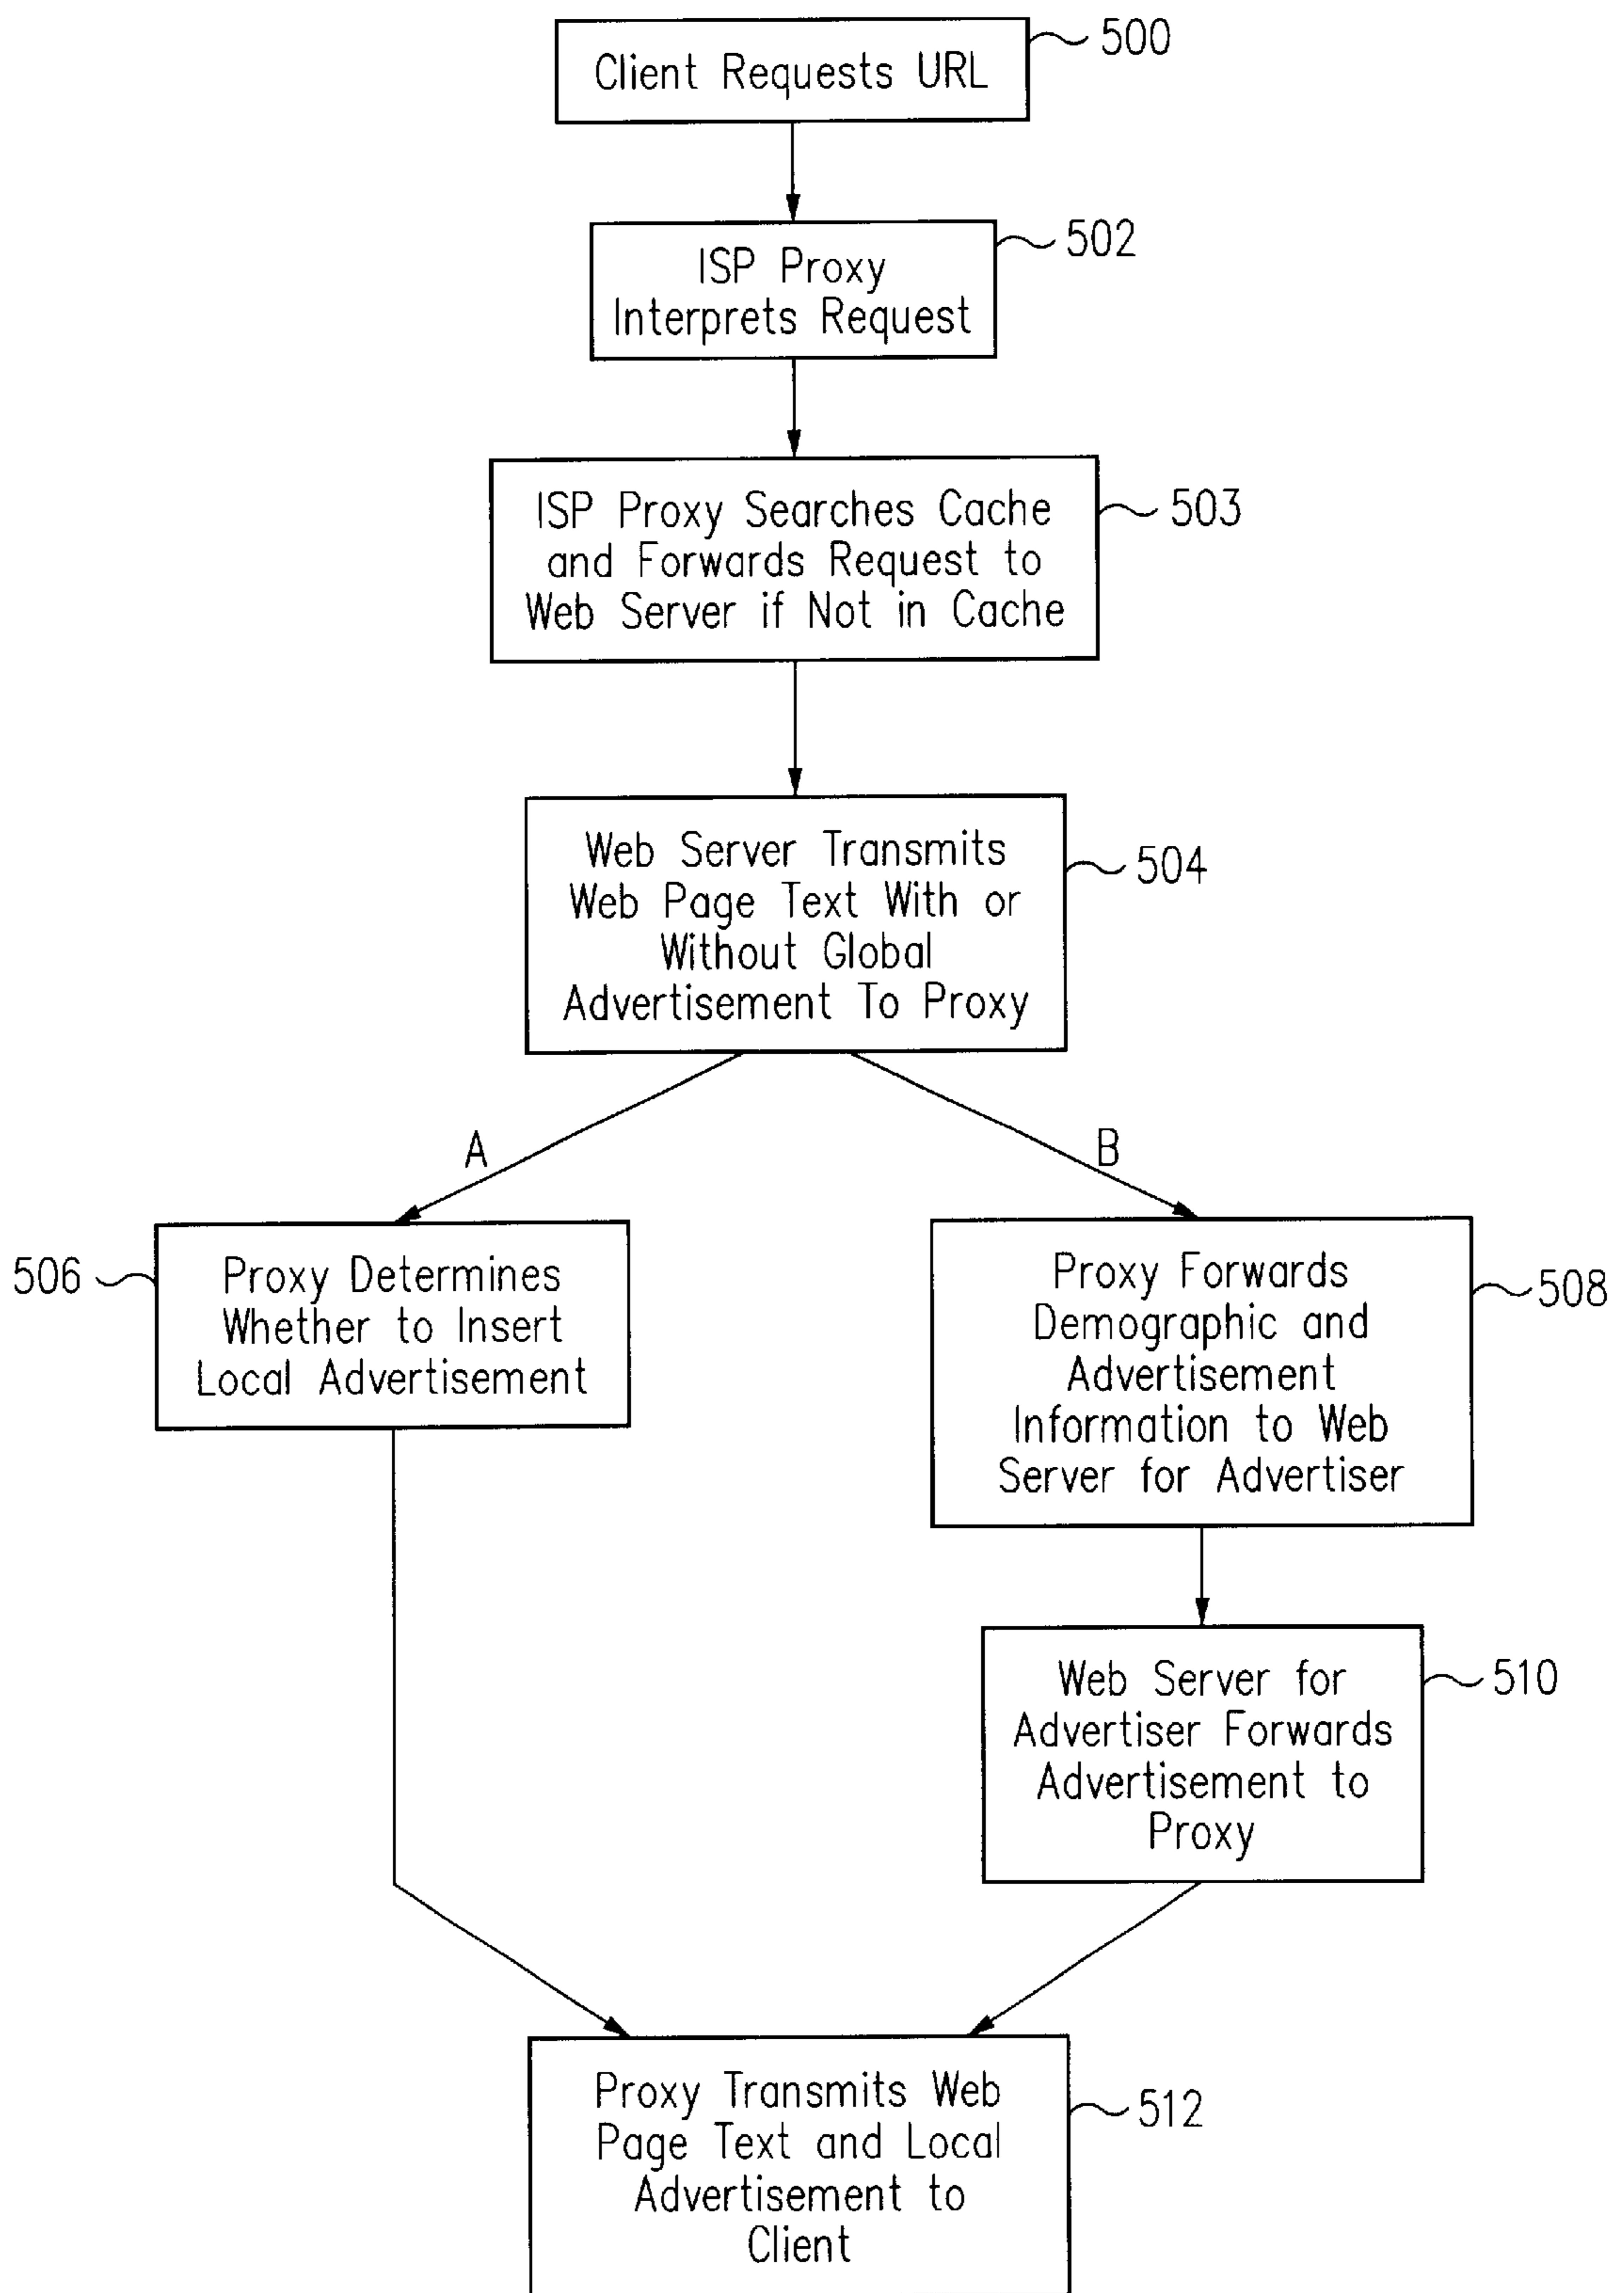 500
Client Requests URL
502
ISP Proxy
Interprets Request
503
ISP Proxy Searches Cache
and Forwards Request to
Web Server if Not in Cache
504
Web Server Transmits
Web Page Text With or
Without Global
Advertisement To Proxy
A
B
506
Proxy Determines
Whether to Insert
Local Advertisement
508
Proxy Forwards
Demographic and
Advertisement
Information to Web
Server for Advertiser
510
Web Server for
Advertiser Forwards
Advertisement to
Proxy
512
Proxy Transmits Web
Page Text and Local
Advertisement to
Client